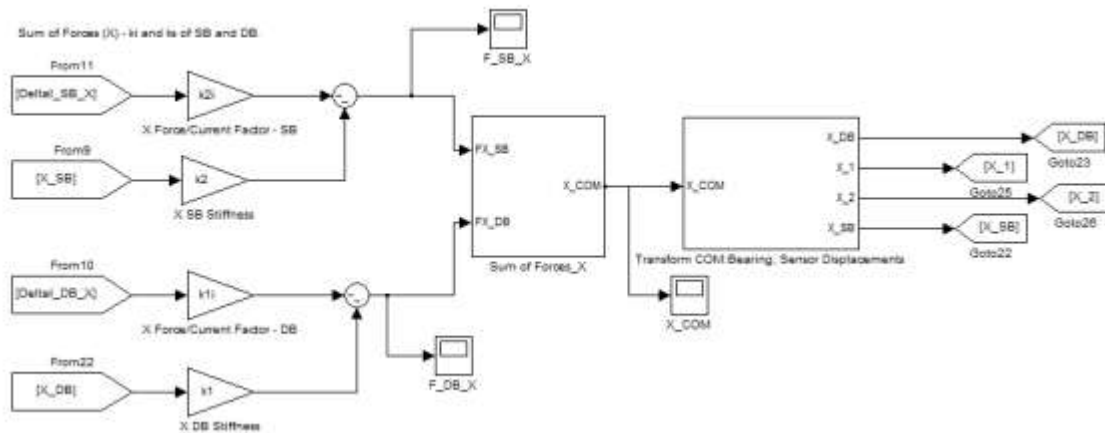 Sum of Forces (X) - ki and ks of SB and DB
From11
[DeltaI_SB_X]
k2i
X Force/Current Factor - SB
From9
[X_SB]
k2
X SB Stiffness
F_SB_X
From10
[DeltaI_DB_X]
k1i
X Force/Current Factor - DB
From22
[X_DB]
k1
X DB Stiffness
F_DB_X
FX_SB
FX_DB
X_COM
Sum of Forces_X
X_COM
X_COM
X_DB
X_1
X_2
X_SB
Transform COM Bearing, Sensor Displacements
[X_DB]
Goto23
[X_1]
Goto25
[X_2]
Goto26
[X_SB]
Goto22